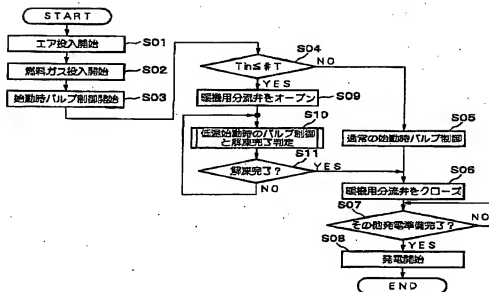 START
エア投入開始
S01
燃料ガス投入開始
S02
始動時バルブ制御開始
S03
S04
Tin≦#T
NO
YES
暖機用分流弁をオープン
S09
S10
低温始動時のバルブ制御
と解凍完了判定
S11
解凍完了?
YES
NO
S05
通常の始動時バルブ制御
S06
暖機用分流弁をクローズ
S07
その他発電準備完了?
NO
YES
S08
発電開始
END